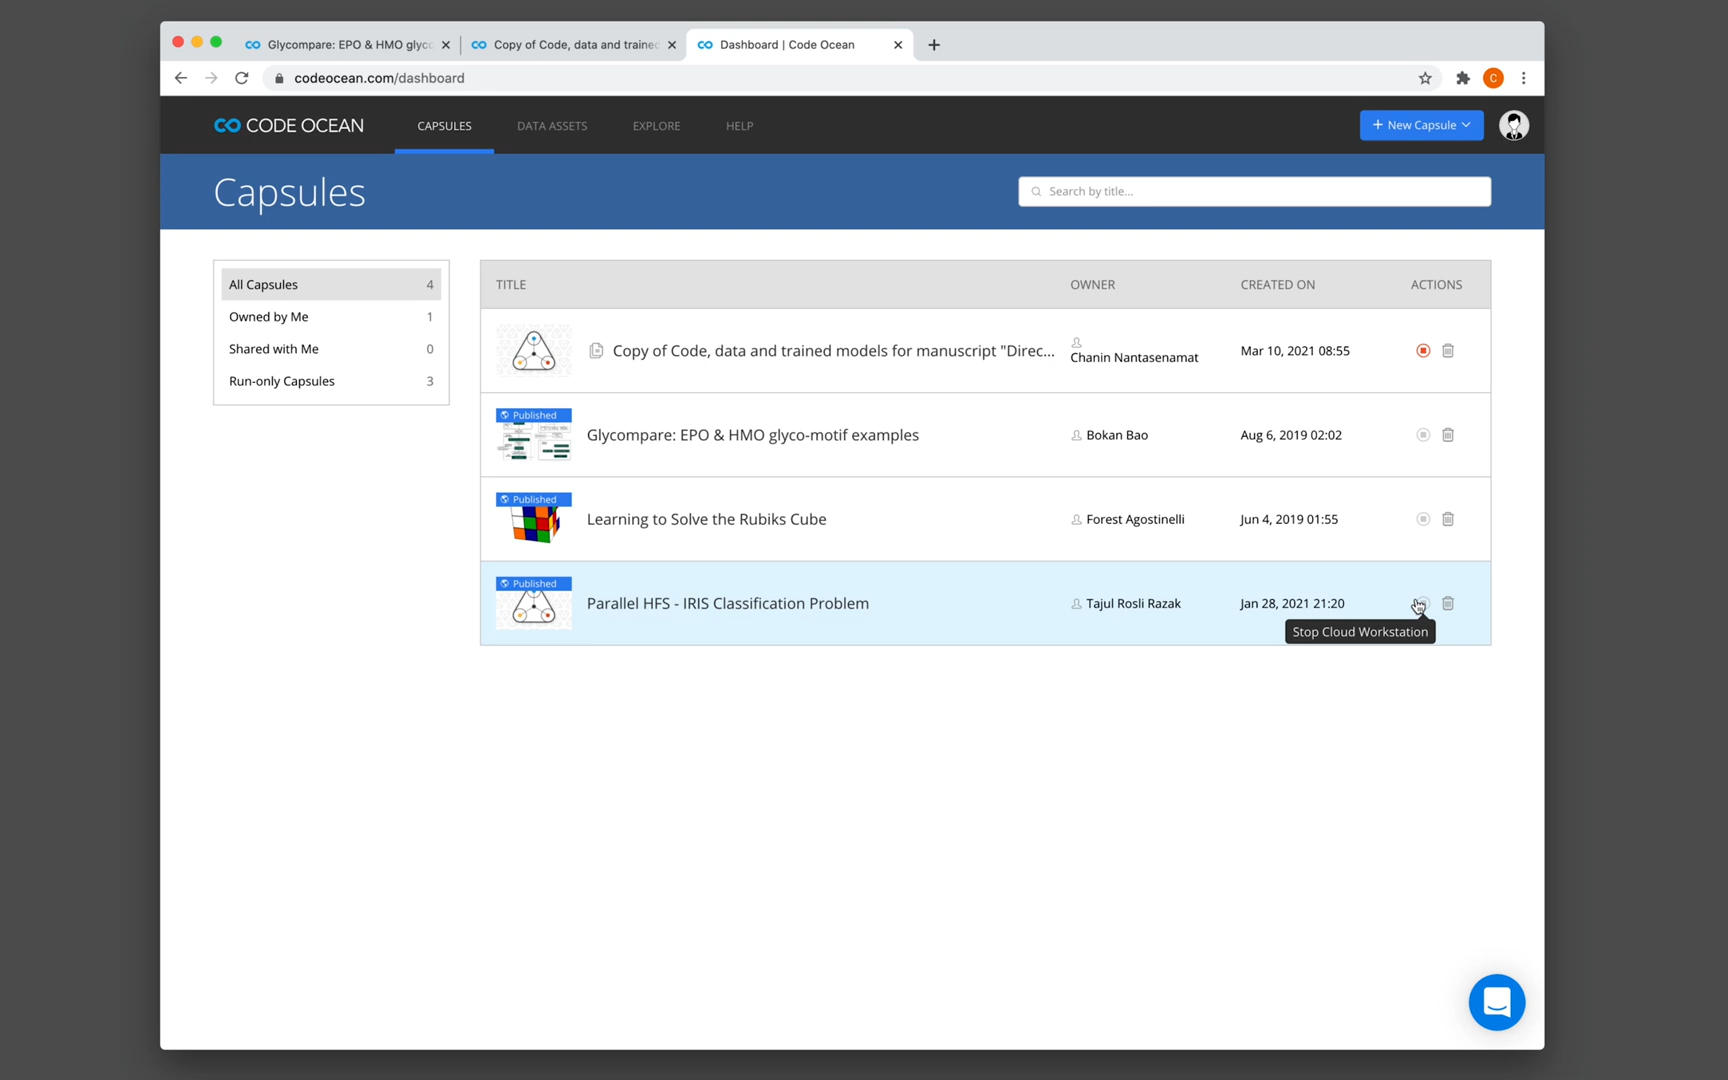 Glycompare: EPO & HMO glyc
Copy of Code, data and traine
Dashboard | Code Ocean
codeocean.com/dashboard
C
CODE OCEAN
CAPSULES
DATA ASSETS
EXPLORE
HELP
+ New Capsule
Capsules
Search by title...
All Capsules 4
Owned by Me 1
Shared with Me 0
Run-only Capsules 3
TITLE OWNER CREATED ON ACTIONS
Copy of Code, data and trained models for manuscript "Direc... Chanin Nantasenamat Mar 10, 2021 08:55
Published
Glycompare: EPO & HMO glyco-motif examples Bokan Bao Aug 6, 2019 02:02
Published
Learning to Solve the Rubiks Cube Forest Agostinelli Jun 4, 2019 01:55
Published
Parallel HFS - IRIS Classification Problem Tajul Rosli Razak Jan 28, 2021 21:20
Stop Cloud Workstation